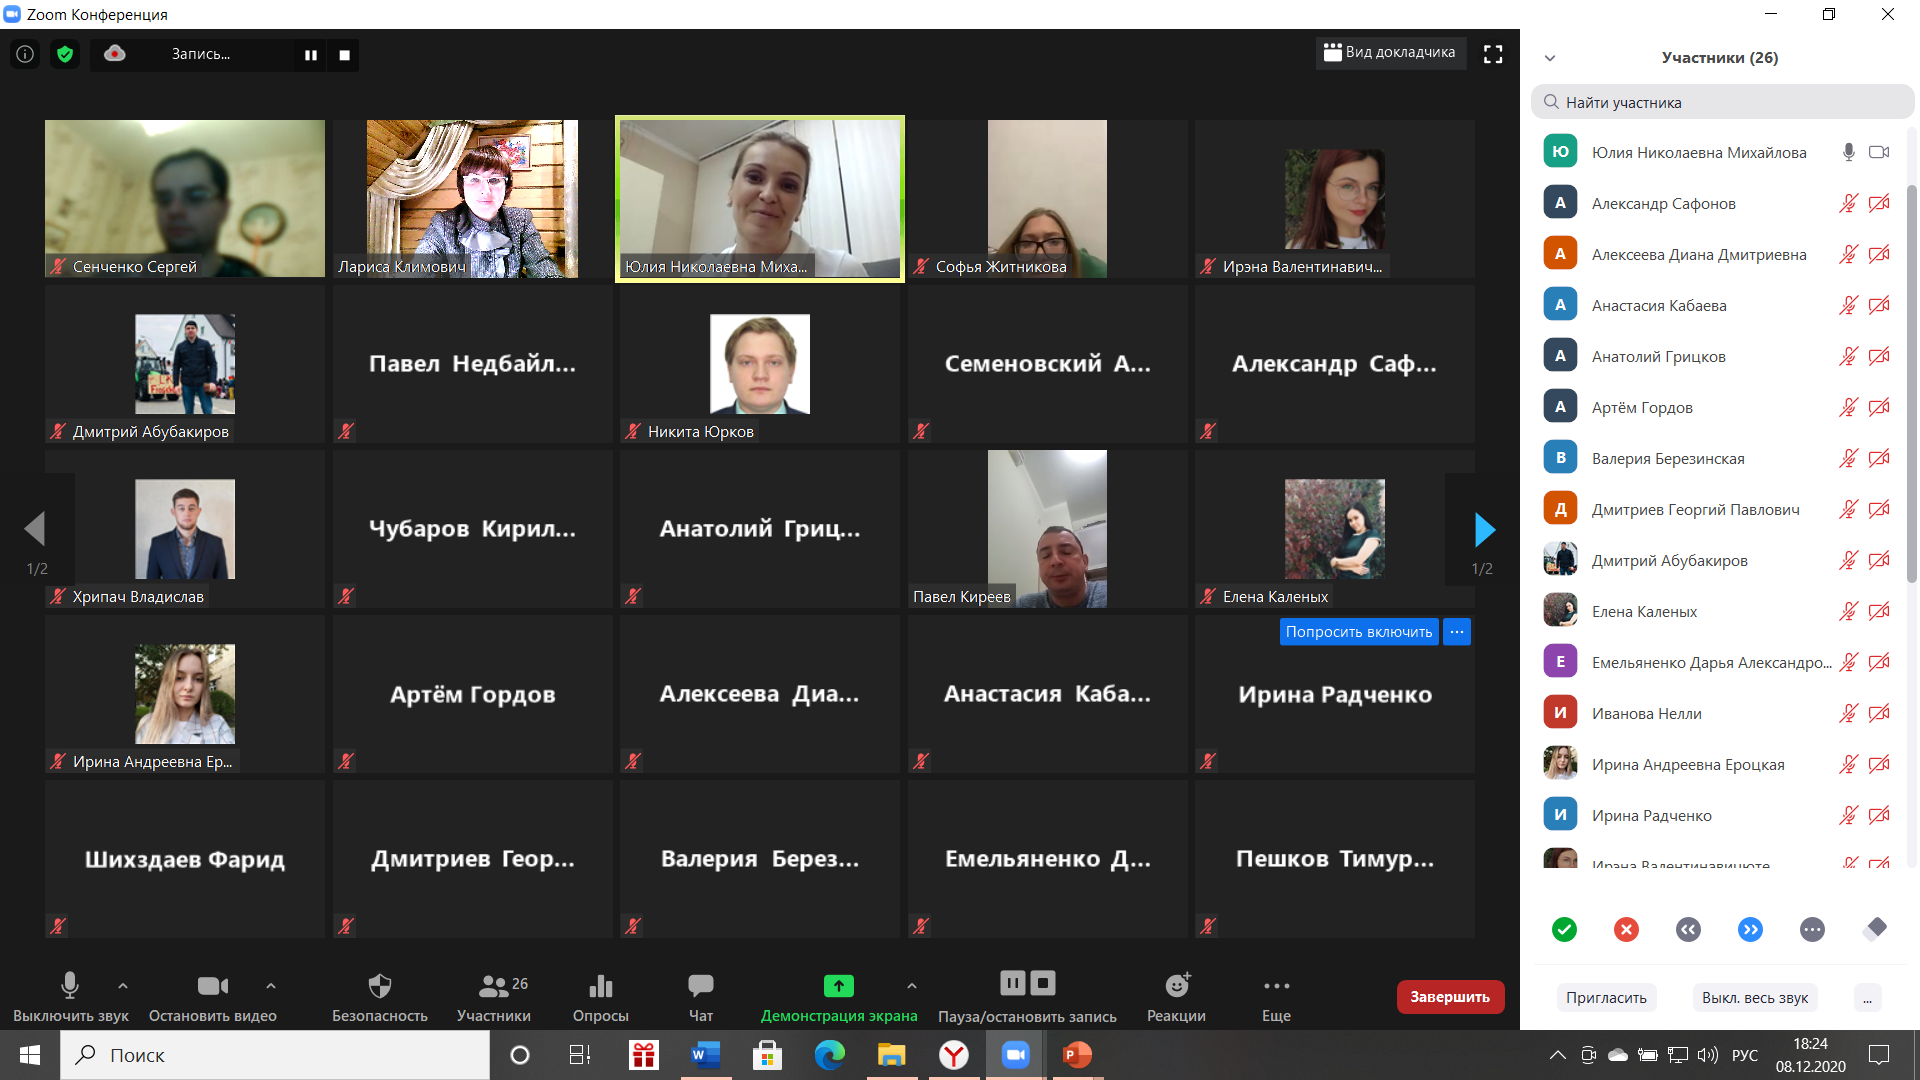 Zoom Конференция
Запись...
Вид докладчика
Сенченко Сергей
Лариса Климович
Юлия Николаевна Миха...
Софья Житникова
Ирэна Валентинавич...
Дмитрий Абубакиров
Павел Недбайл...
Никита Юрков
Семеновский А...
Александр Саф...
Хрипач Владислав
Чубаров Кирил...
Анатолий Гриц...
Павел Киреев
Елена Каленых
1/2
1/2
Ирина Андреевна Ер...
Артём Гордов
Алексеева Диа...
Анастасия Каба...
Попросить включить
Ирина Радченко
Шихздаев Фарид
Дмитриев Геор...
Валерия Берез...
Емельяненко Д...
Пешков Тимур...
Выключить звук
Остановить видео
Безопасность
26
Участники
Опросы
Чат
Демонстрация экрана
Пауза/остановить запись
Реакции
Еще
Завершить
Участники (26)
Найти участника
Ю Юлия Николаевна Михайлова
А Александр Сафонов
А Алексеева Диана Дмитриевна
А Анастасия Кабаева
А Анатолий Грицков
А Артём Гордов
В Валерия Березинская
Д Дмитриев Георгий Павлович
Дмитрий Абубакиров
Елена Каленых
Е Емельяненко Дарья Александро...
И Иванова Нелли
Ирина Андреевна Ероцкая
И Ирина Радченко
Ирэна Валентинавичюте
Пригласить
Выкл. весь звук
...
Поиск
РУС
18:24
08.12.2020